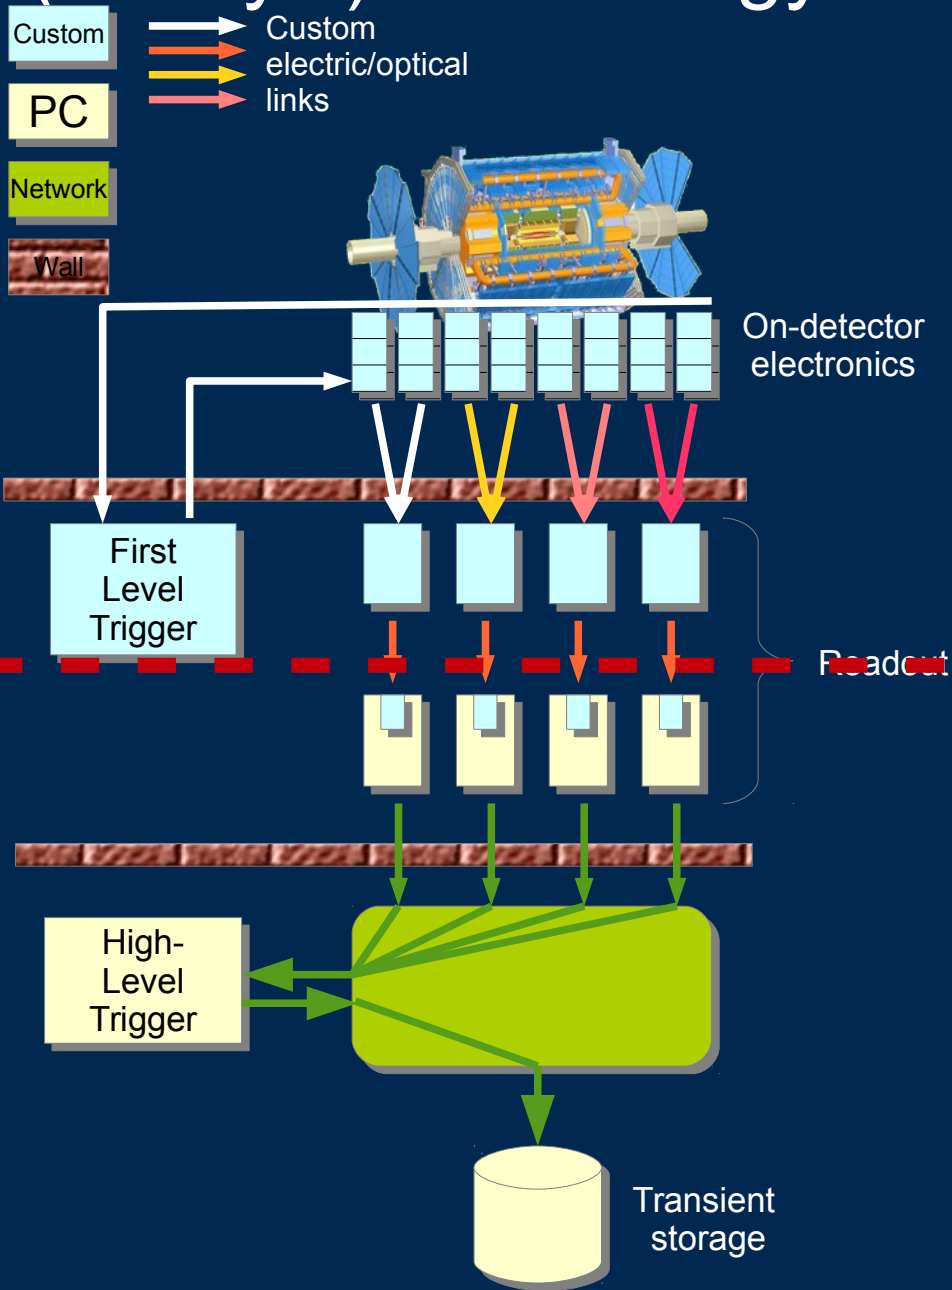 Custom
Custom
electric/optical
links
PC
Network
Wall
On-detector
electronics
First
Level
Trigger
Readout
High-
Level
Trigger
Transient
storage